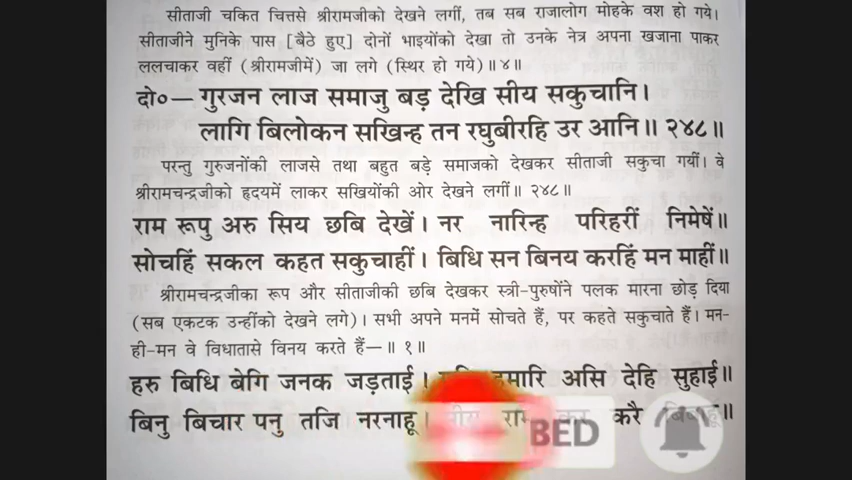 सीताजी चकित चित्तसे श्रीरामजीको देखने लगीं, तब सब राजालोग मोहके वश हो गये।
सीताजीने मुनिके पास [बैठे हुए] दोनों भाइयोंको देखा तो उनके नेत्र अपना खजाना पाकर
ललचाकर वहीं (श्रीरामजीमें) जा लगे (स्थिर हो गये)॥ ४॥
दो०— गुरजन लाज समाजु बड़ देखि सीय सकुचानि।
लागि बिलोकन सखिन्ह तन रघुबीरहि उर आनि॥ २४८॥
परन्तु गुरुजनोंकी लाजसे तथा बहुत बड़े समाजको देखकर सीताजी सकुचा गयीं। वे
श्रीरामचन्द्रजीको हृदयमें लाकर सखियोंकी ओर देखने लगीं॥ २४८॥
राम रूपु अरु सिय छबि देखें। नर नारिन्ह परिहरीं निमेषें॥
सोचहिं सकल कहत सकुचाहीं। बिधि सन बिनय करहिं मन माहीं॥
श्रीरामचन्द्रजीका रूप और सीताजीकी छबि देखकर स्त्री-पुरुषोंने पलक मारना छोड़ दिया
(सब एकटक उन्हींको देखने लगे)। सभी अपने मनमें सोचते हैं, पर कहते सकुचाते हैं। मन-
ही-मन वे विधातासे विनय करते हैं—॥ १॥
हरु बिधि बेगि जनक जड़ताई। हमारि असि देहि सुहाई॥
बिनु बिचार पनु तजि नरनाहू। करै
BED